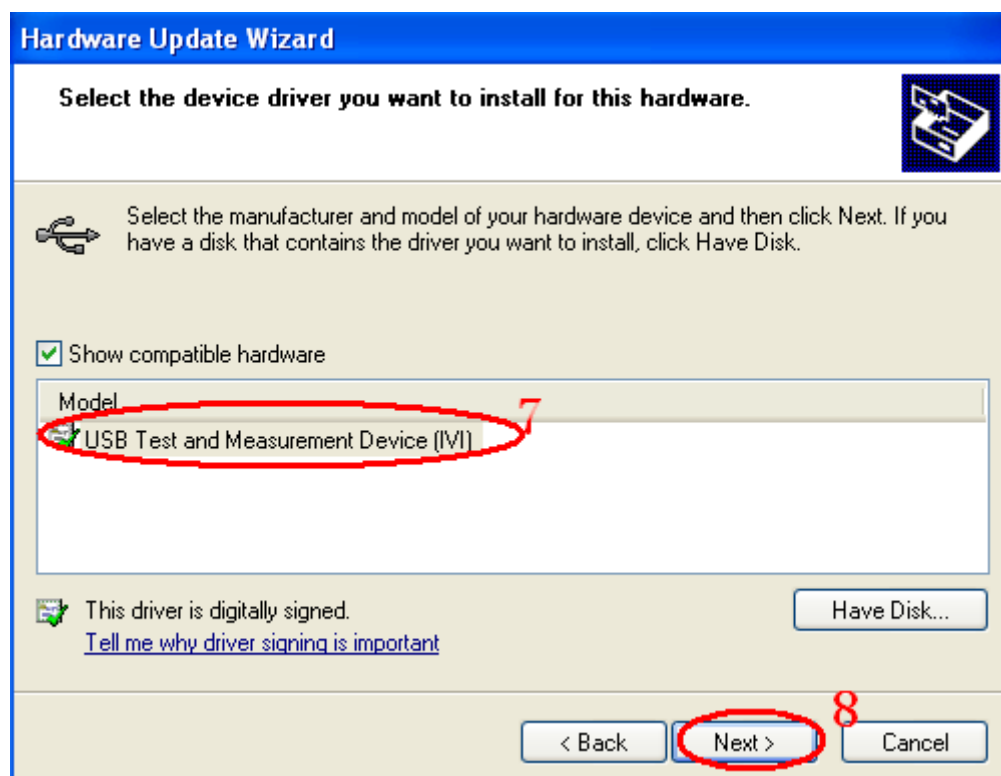 Hardware Update Wizard
Select the device driver you want to install for this hardware.
Select the manufacturer and model of your hardware device and then click Next. If you
have a disk that contains the driver you want to install, click Have Disk.
Show compatible hardware
Model
7
USB Test and Measurement Device (IVI)
This driver is digitally signed.
Have Disk...
Tell me why driver signing is important
8
< Back
Next >
Cancel